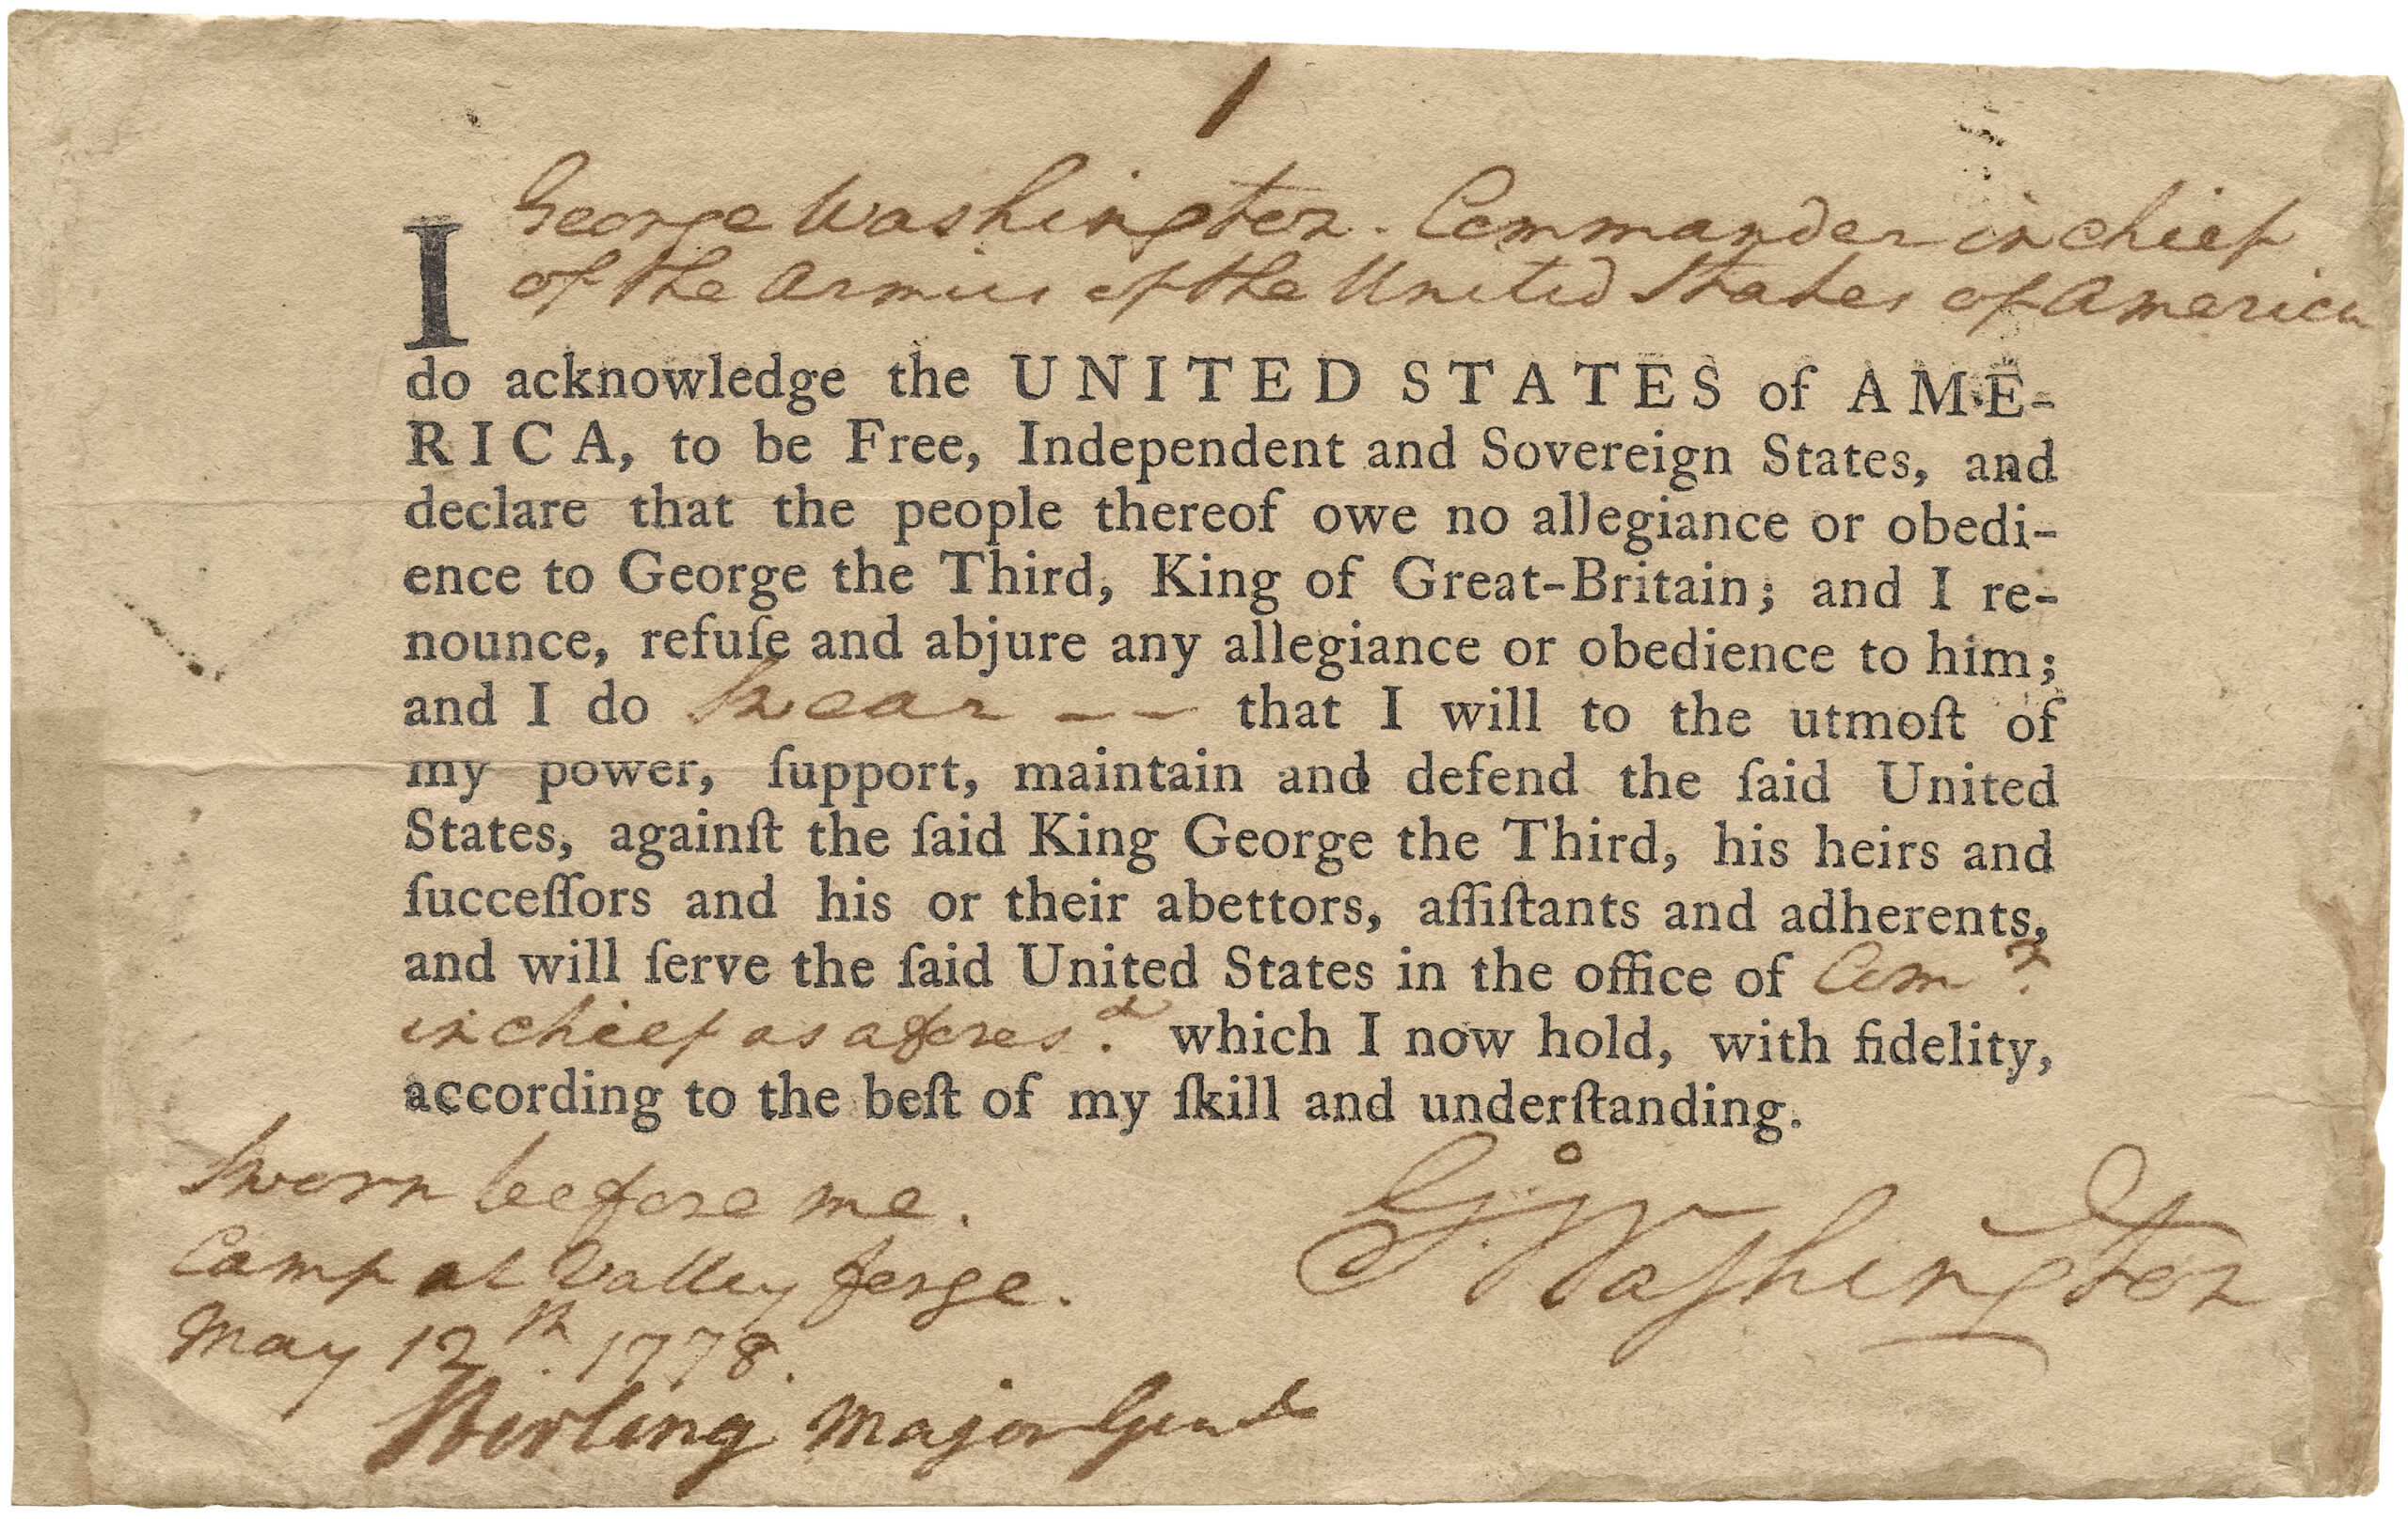 George Washington. Commander in chief
of the Armies of the United States of America
I
do acknowledge the UNITED STATES of AME-
RICA, to be Free, Independent and Sovereign States, and
declare that the people thereof owe no allegiance or obedi-
ence to George the Third, King of Great-Britain; and I re-
nounce, refuſe and abjure any allegiance or obedience to him;
and I do Swear -- that I will to the utmoſt of
my power, ſupport, maintain and defend the ſaid United
States, againſt the ſaid King George the Third, his heirs and
ſucceſſors and his or their abettors, aſſiſtants and adherents,
and will ſerve the ſaid United States in the office of Com.r
in chief as afores.d which I now hold, with fidelity,
according to the beſt of my ſkill and underſtanding.
Sworn before me.
Camp at Valley forge.
May 12th. 1778.
Go: Washington
Stirling Major Genl